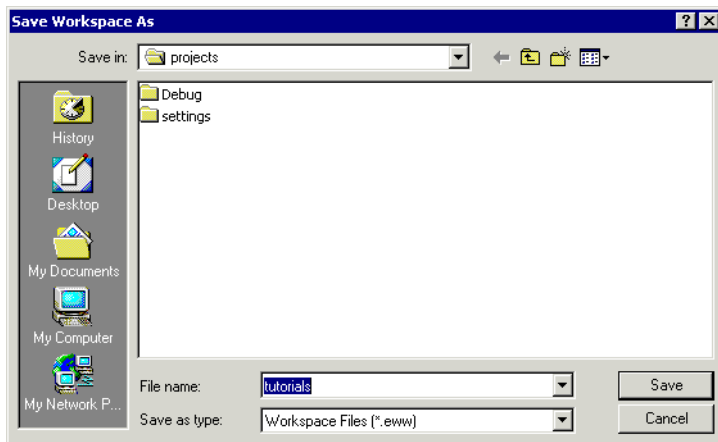 Save Workspace As
Save in: projects
Debug
settings
History
Desktop
My Documents
My Computer
My Network P...
File name: tutorials
Save
Save as type: Workspace Files (*.eww)
Cancel